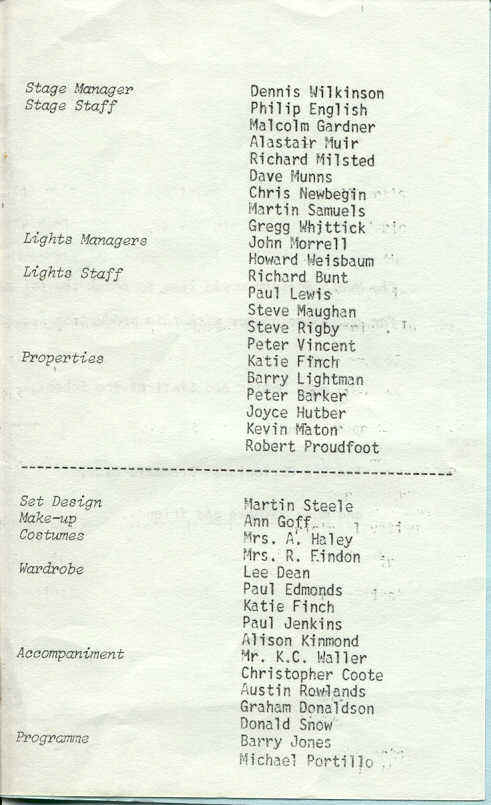 Stage Manager Dennis Wilkinson
Stage Staff Philip English
Malcolm Gardner
Alastair Muir
Richard Milsted
Dave Munns
Chris Newbegin
Martin Samuels
Gregg Whittick
Lights Managers John Morrell
Howard Weisbaum
Lights Staff Richard Bunt
Paul Lewis
Steve Maughan
Steve Rigby
Peter Vincent
Properties Katie Finch
Barry Lightman
Peter Barker
Joyce Hutber
Kevin Maton
Robert Proudfoot
Set Design Martin Steele
Make-up Ann Goff
Costumes Mrs. A. Haley
Mrs. R. Findon
Wardrobe Lee Dean
Paul Edmonds
Katie Finch
Paul Jenkins
Alison Kinmond
Accompaniment Mr. K.C. Waller
Christopher Coote
Austin Rowlands
Graham Donaldson
Donald Snow
Programme Barry Jones
Michael Portillo